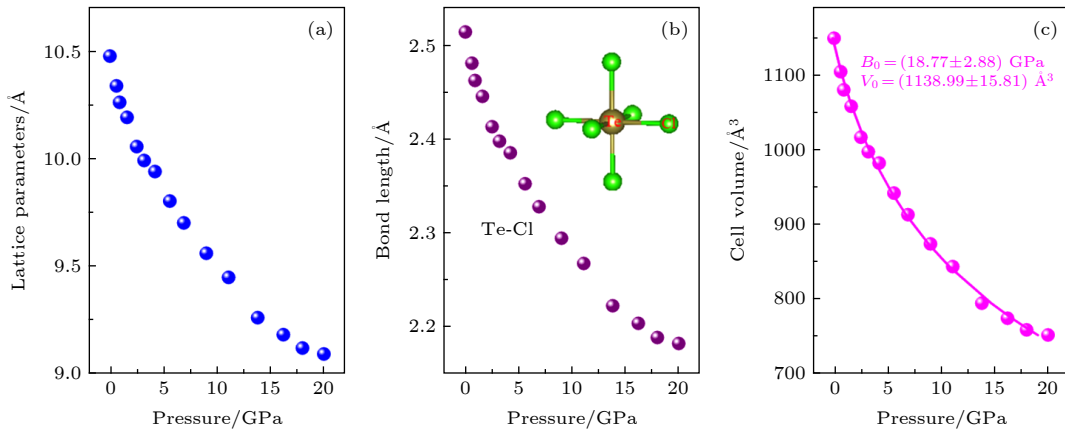 (a)
Lattice parameters/Å
10.5
10.0
9.5
9.0
0 5 10 15 20
Pressure/GPa
(b)
Bond length/Å
2.5
2.4
2.3
2.2
Te
Cl
Te-Cl
0 5 10 15 20
Pressure/GPa
(c)
Cell volume/Å³
1100
1000
900
800
700
B₀=(18.77±2.88) GPa
V₀=(1138.99±15.81) Å³
0 5 10 15 20
Pressure/GPa